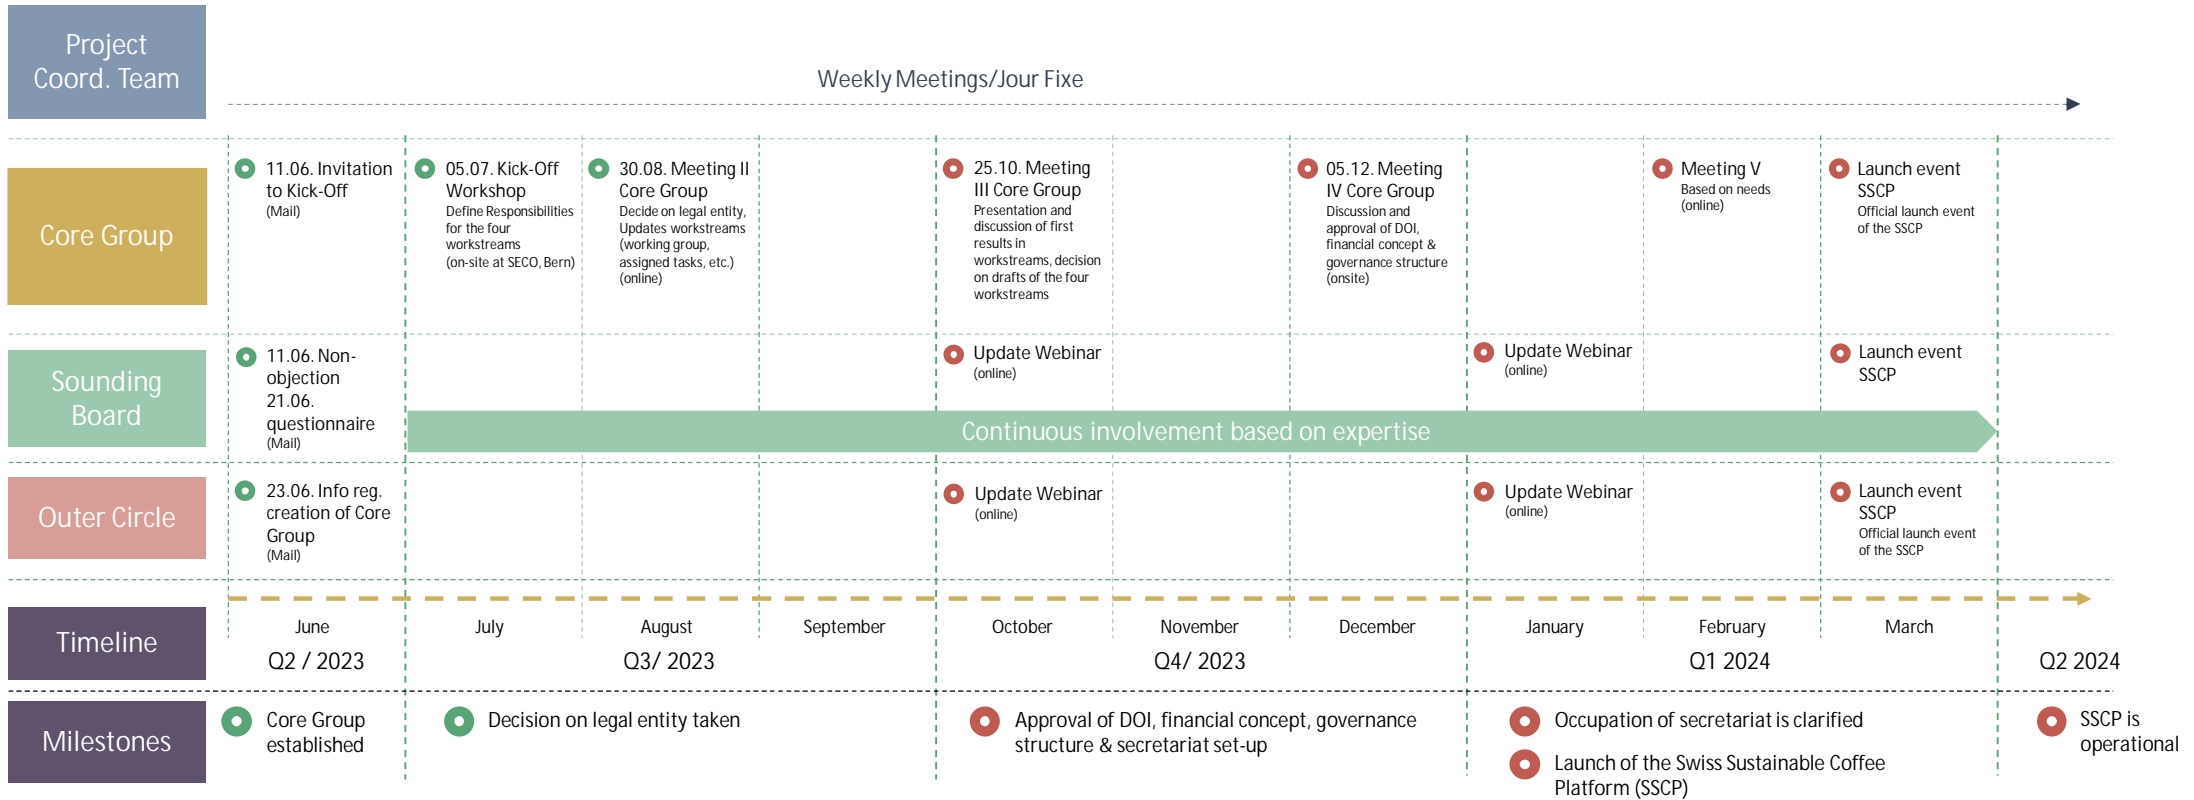 Project
Coord. Team
Weekly Meetings/Jour Fixe
Core Group
11.06. Invitation
to Kick-Off
(Mail)
05.07. Kick-Off
Workshop
Define Responsibilities
for the four
workstreams
(on-site at SECO, Bern)
30.08. Meeting II
Core Group
Decide on legal entity,
Updates workstreams
(working group,
assigned tasks, etc.)
(online)
25.10. Meeting
III Core Group
Presentation and
discussion of first
results in
workstreams, decision
on drafts of the four
workstreams
05.12. Meeting
IV Core Group
Discussion and
approval of DOI,
financial concept &
governance structure
(onsite)
Meeting V
Based on needs
(online)
Launch event
SSCP
Official launch event
of the SSCP
Sounding
Board
11.06. Non-
objection
21.06.
questionnaire
(Mail)
Update Webinar
(online)
Update Webinar
(online)
Launch event
SSCP
Continuous involvement based on expertise
Outer Circle
23.06. Info reg.
creation of Core
Group
(Mail)
Update Webinar
(online)
Update Webinar
(online)
Launch event
SSCP
Official launch event
of the SSCP
Timeline
June
July
August
September
October
November
December
January
February
March
Q2 / 2023
Q3/ 2023
Q4/ 2023
Q1 2024
Q2 2024
Milestones
Core Group
established
Decision on legal entity taken
Approval of DOI, financial concept, governance
structure & secretariat set-up
Occupation of secretariat is clarified
Launch of the Swiss Sustainable Coffee
Platform (SSCP)
SSCP is
operational